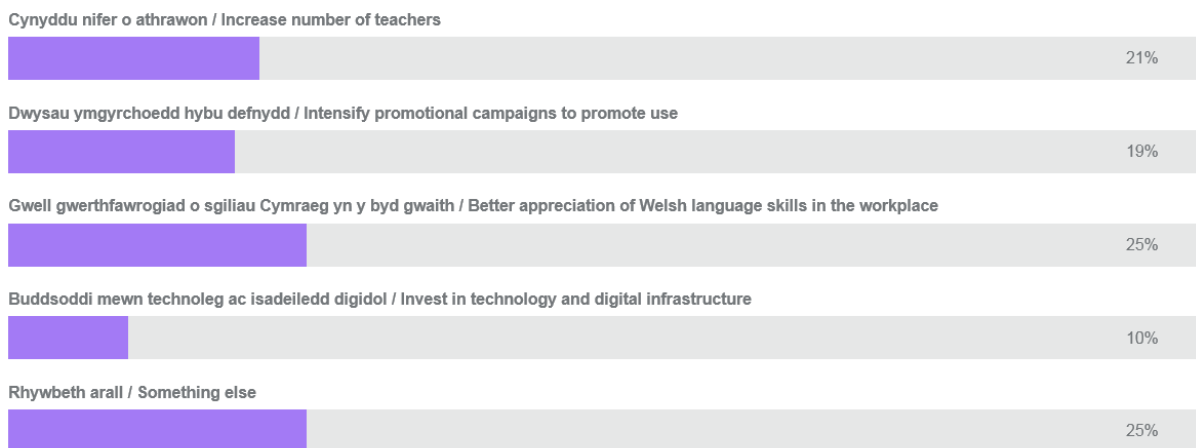 Cynyddu nifer o athrawon / Increase number of teachers
21%
Dwysau ymgyrchoedd hybu defnydd / Intensify promotional campaigns to promote use
19%
Gwell gwerthfawrogiad o sgiliau Cymraeg yn y byd gwaith / Better appreciation of Welsh language skills in the workplace
25%
Buddsoddi mewn technoleg ac isadeiledd digidol / Invest in technology and digital infrastructure
10%
Rhywbeth arall / Something else
25%